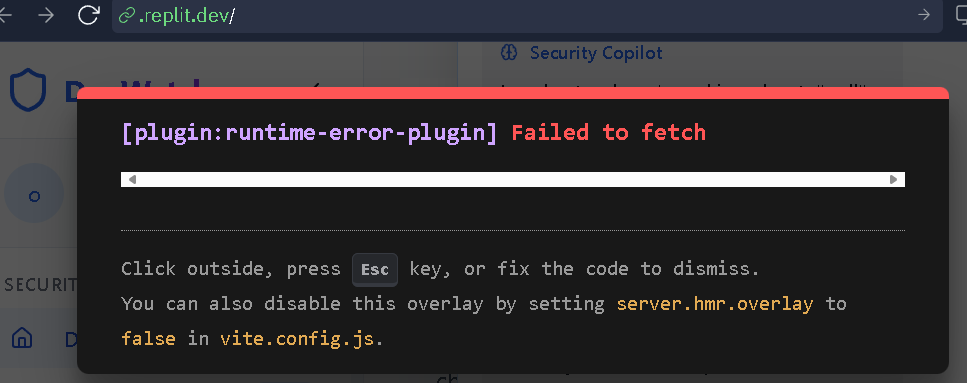 .replit.dev/
Security Copilot
[plugin:runtime-error-plugin] Failed to fetch
o
Click outside, press Esc key, or fix the code to dismiss.
SECURIT
You can also disable this overlay by setting server.hmr.overlay to
D
false in vite.config.js.